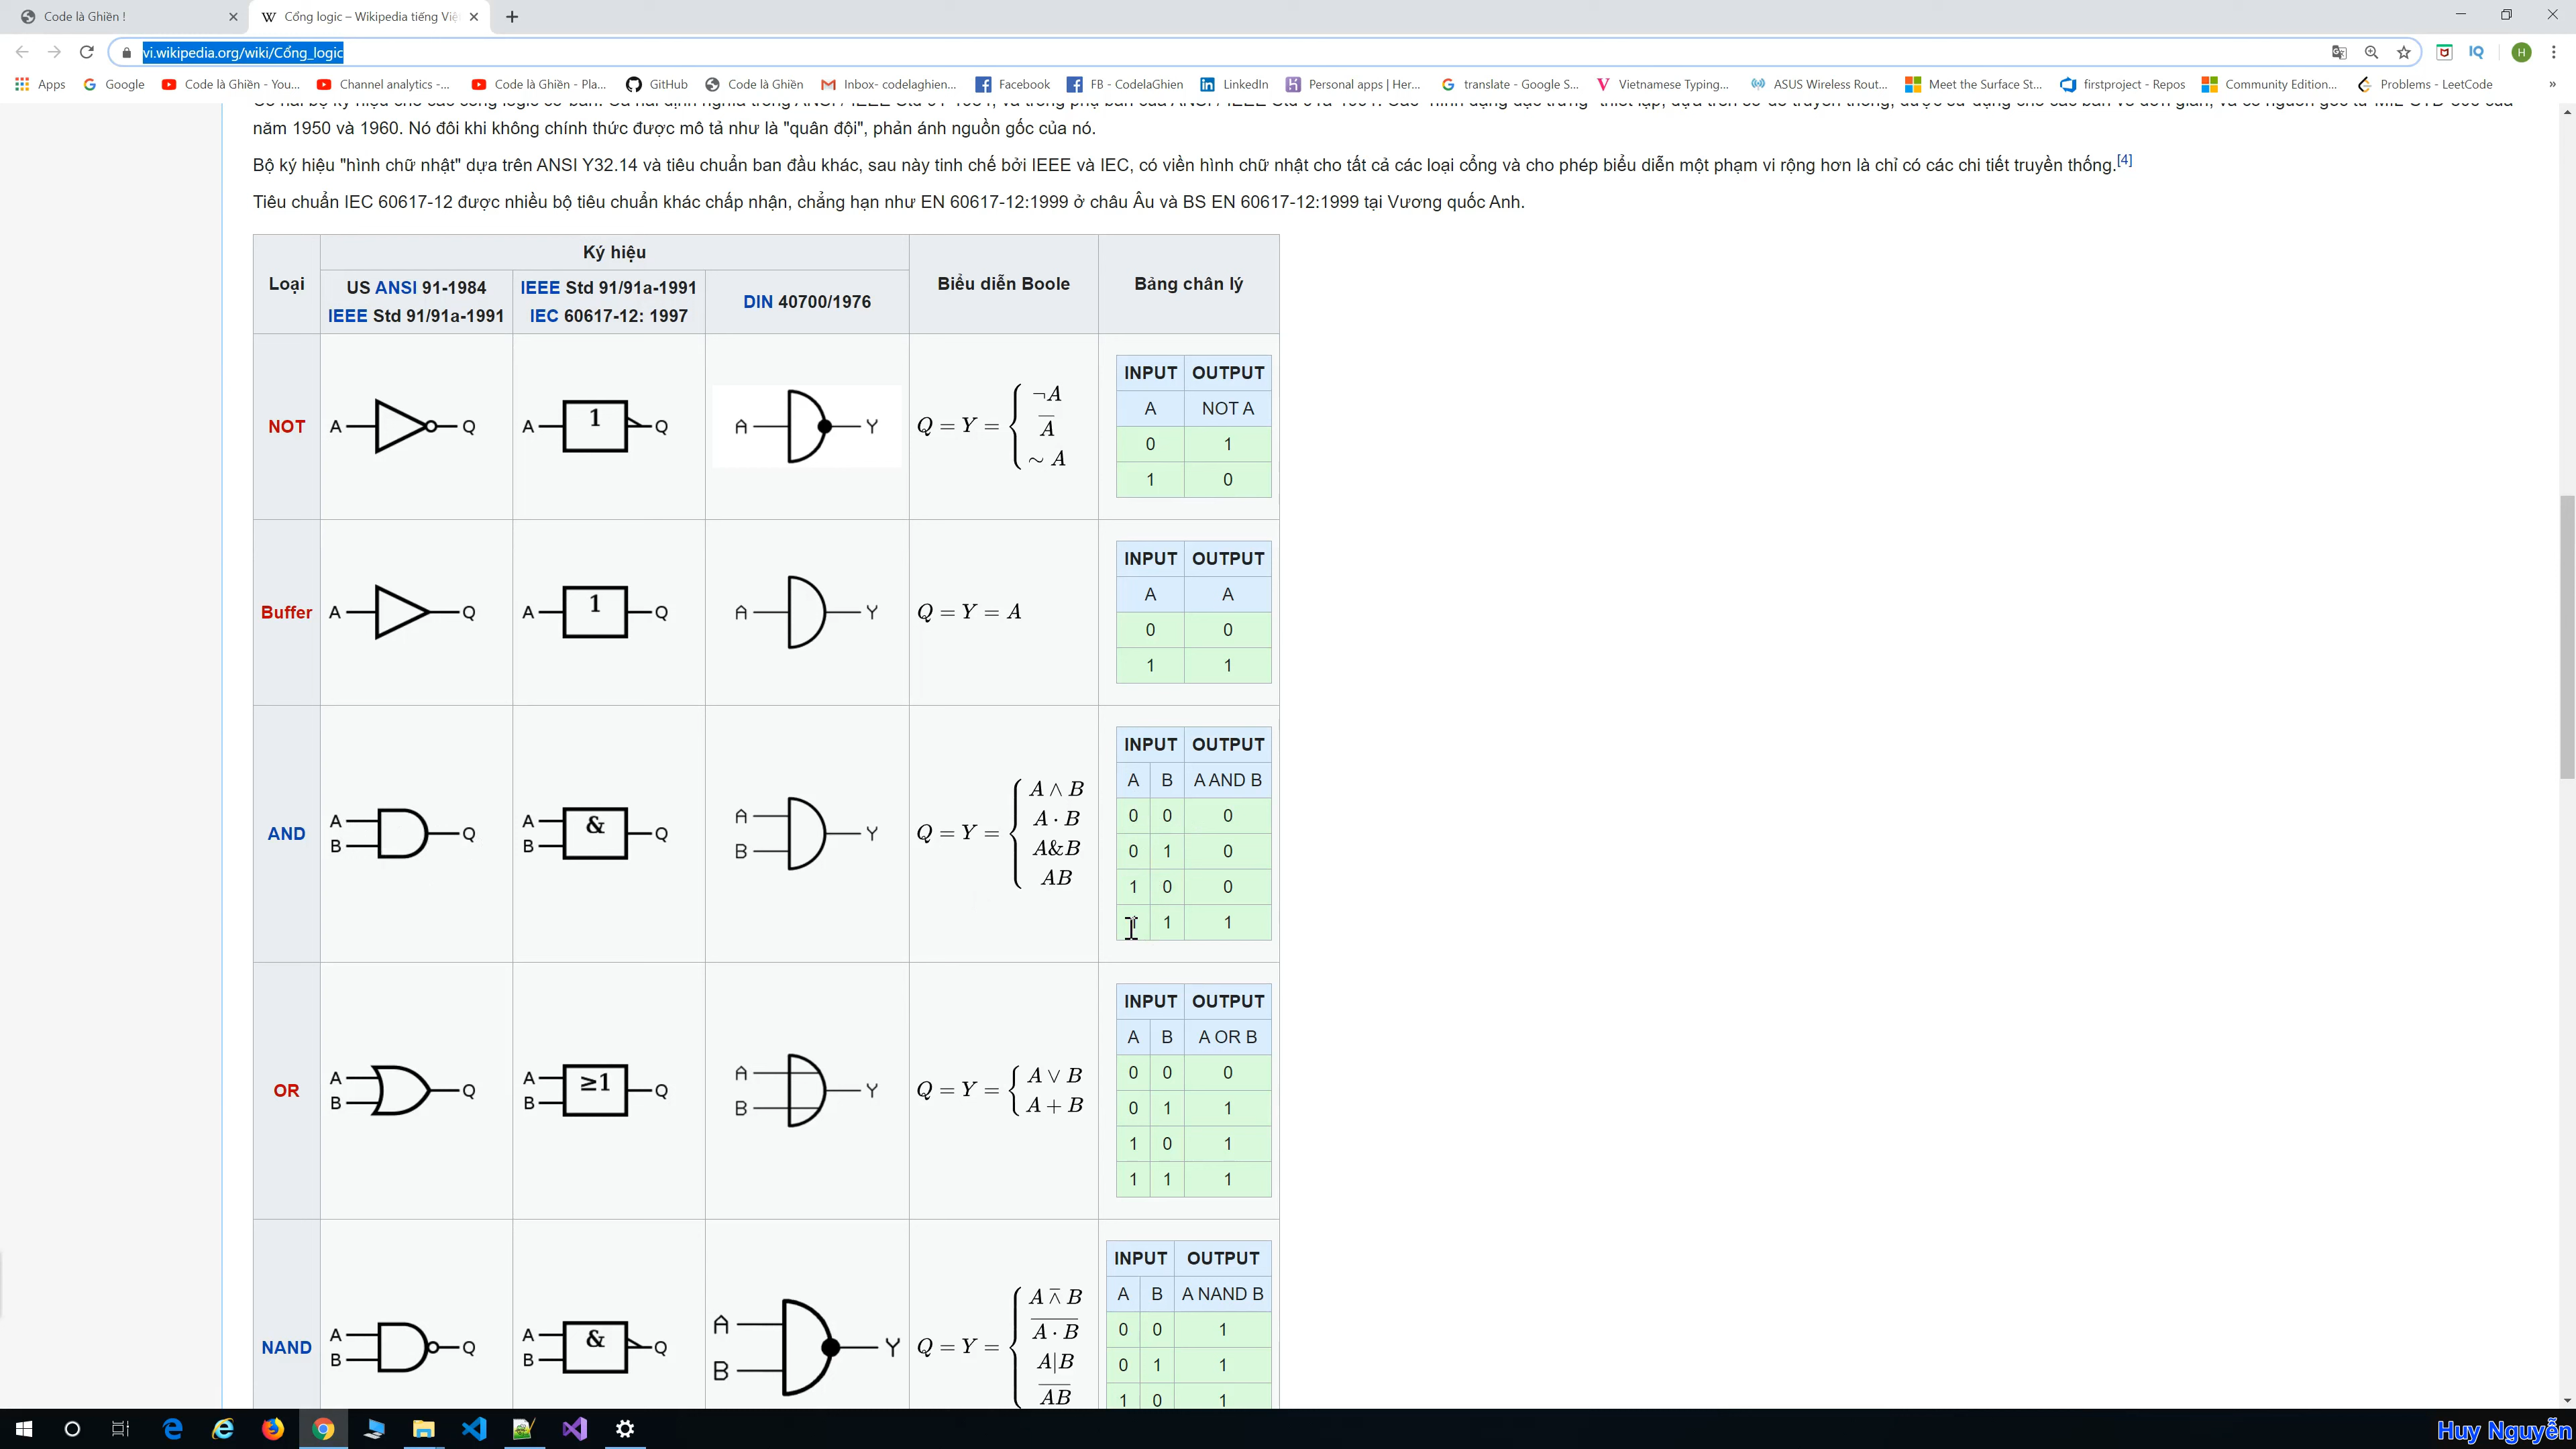 Code là Ghiền !
Cổng logic – Wikipedia tiếng Việ
vi.wikipedia.org/wiki/Cổng_logic
Apps
Google
Code là Ghiền - You...
Channel analytics -...
Code là Ghiền - Pla...
GitHub
Code là Ghiền
Inbox- codelaghien...
Facebook
FB - CodelaGhien
LinkedIn
Personal apps | Her...
translate - Google S...
Vietnamese Typing...
ASUS Wireless Rout...
Meet the Surface St...
firstproject - Repos
Community Edition...
Problems - LeetCode
năm 1950 và 1960. Nó đôi khi không chính thức được mô tả như là "quân đội", phản ánh nguồn gốc của nó.
Bộ ký hiệu "hình chữ nhật" dựa trên ANSI Y32.14 và tiêu chuẩn ban đầu khác, sau này tinh chế bởi IEEE và IEC, có viền hình chữ nhật cho tất cả các loại cổng và cho phép biểu diễn một phạm vi rộng hơn là chỉ có các chi tiết truyền thống.[4]
Tiêu chuẩn IEC 60617-12 được nhiều bộ tiêu chuẩn khác chấp nhận, chẳng hạn như EN 60617-12:1999 ở châu Âu và BS EN 60617-12:1999 tại Vương quốc Anh.
Loại
Ký hiệu
US ANSI 91-1984
IEEE Std 91/91a-1991
IEEE Std 91/91a-1991
IEC 60617-12: 1997
DIN 40700/1976
Biểu diễn Boole
Bảng chân lý
NOT
A Q
A 1 Q
A Y
Q = Y = { ¬A
A̅
∼ A
INPUT OUTPUT
A NOT A
0 1
1 0
Buffer
A Q
A 1 Q
A Y
Q = Y = A
INPUT OUTPUT
A A
0 0
1 1
AND
A B Q
A B & Q
A B Y
Q = Y = { A ∧ B
A · B
A&B
AB
INPUT OUTPUT
A B A AND B
0 0 0
0 1 0
1 0 0
1 1
OR
A B Q
A B ≥1 Q
A B Y
Q = Y = { A ∨ B
A + B
INPUT OUTPUT
A B A OR B
0 0 0
0 1 1
1 0 1
1 1 1
NAND
A B Q
A B & Q
A B Y
Q = Y = { A ⊼ B
A̅ ·̅ B̅
A|B
A̅B̅
INPUT OUTPUT
A B A NAND B
0 0 1
0 1 1
1 0 1
Huy Nguyễn